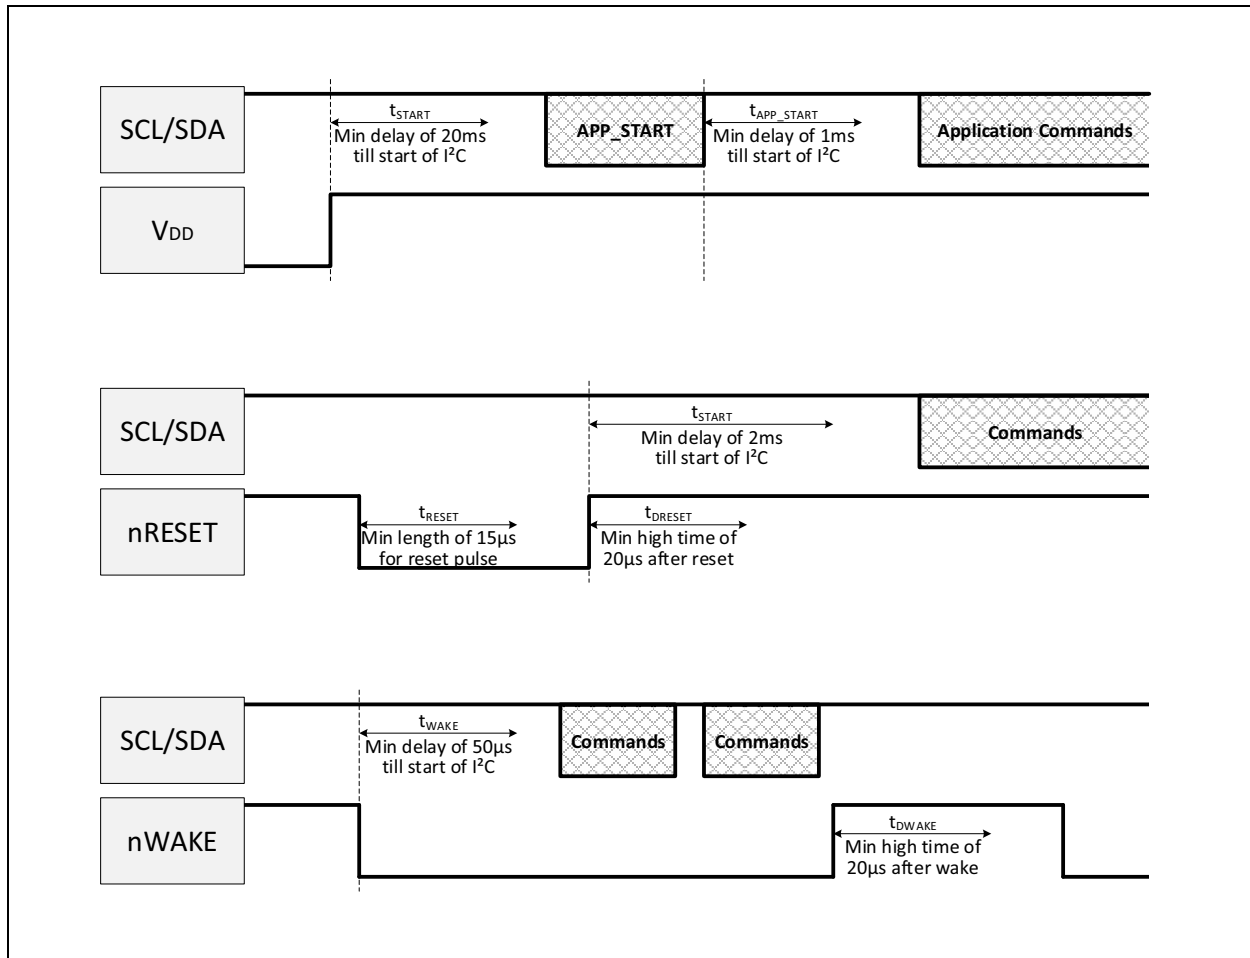 SCL/SDA
tSTART
Min delay of 20ms
till start of I²C
APP_START
tAPP_START
Min delay of 1ms
till start of I²C
Application Commands
VDD
SCL/SDA
tSTART
Min delay of 2ms
till start of I²C
Commands
nRESET
tRESET
Min length of 15µs
for reset pulse
tDRESET
Min high time of
20µs after reset
SCL/SDA
tWAKE
Min delay of 50µs
till start of I²C
Commands
Commands
nWAKE
tDWAKE
Min high time of
20µs after wake